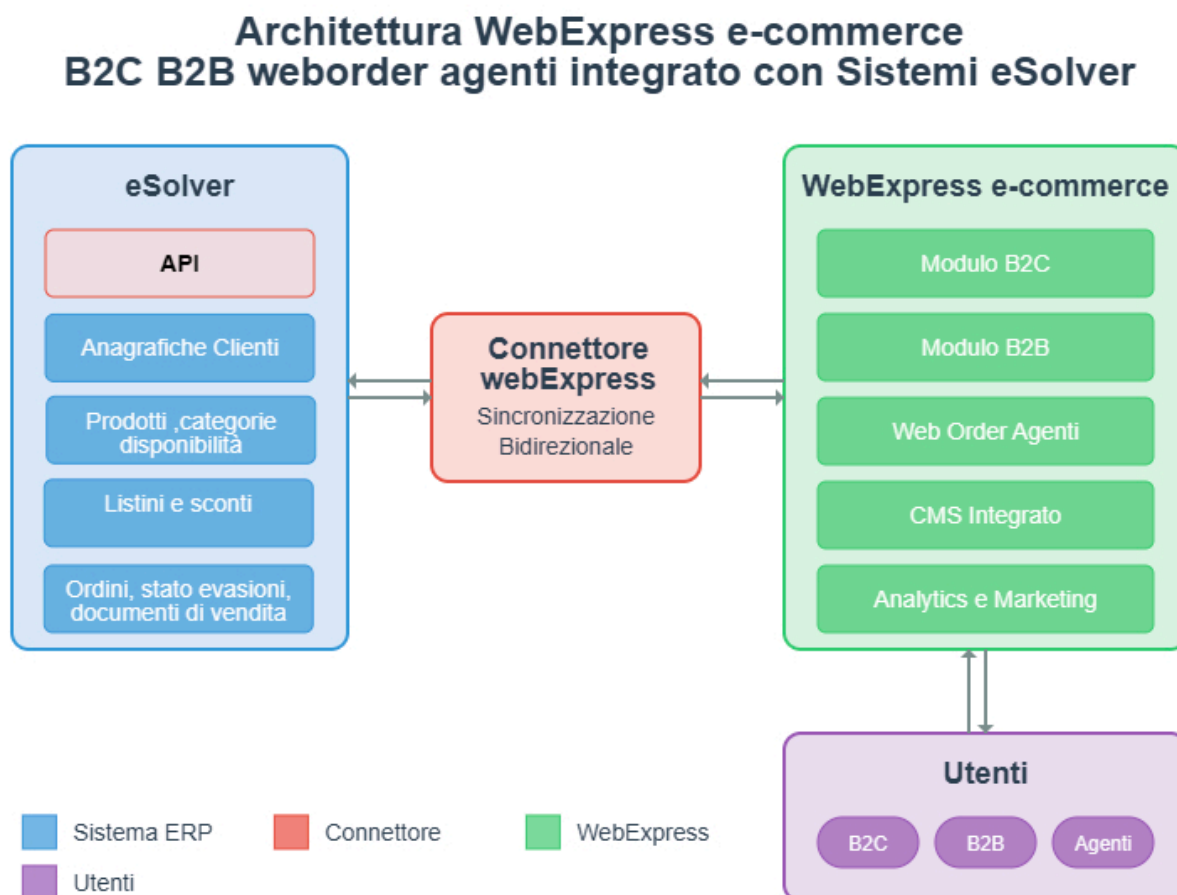 Architettura WebExpress e-commerce
B2C B2B weborder agenti integrato con Sistemi eSolver
eSolver
API
Anagrafiche Clienti
Prodotti ,categorie
disponibilità
Listini e sconti
Ordini, stato evasioni,
documenti di vendita
Connettore
webExpress
Sincronizzazione
Bidirezionale
WebExpress e-commerce
Modulo B2C
Modulo B2B
Web Order Agenti
CMS Integrato
Analytics e Marketing
Utenti
B2C
B2B
Agenti
Sistema ERP
Connettore
WebExpress
Utenti